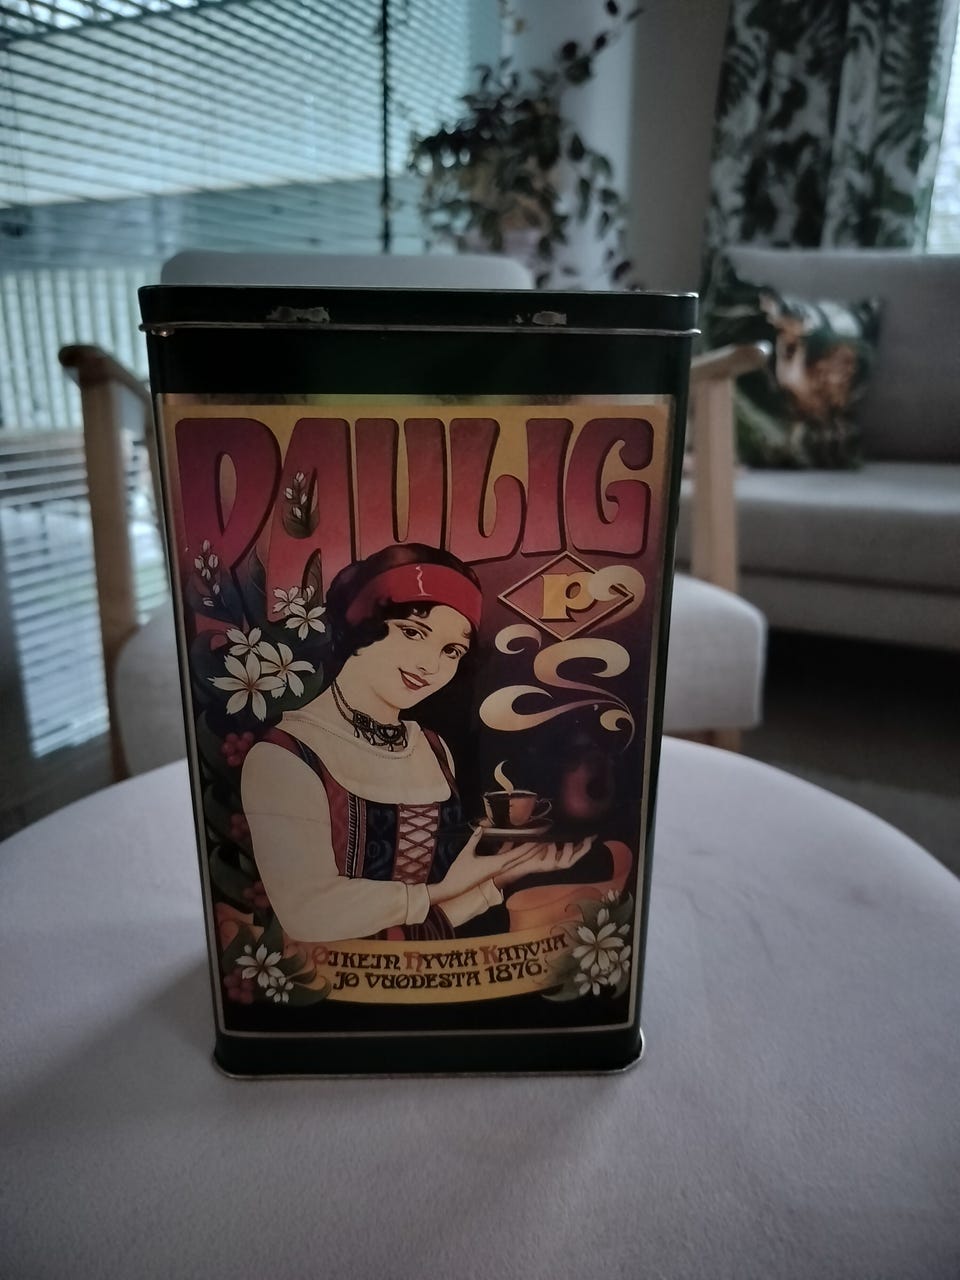 PAULIG
P
OIKEIN HYVÄÄ KAHVIA
JO VUODESTA 1876.